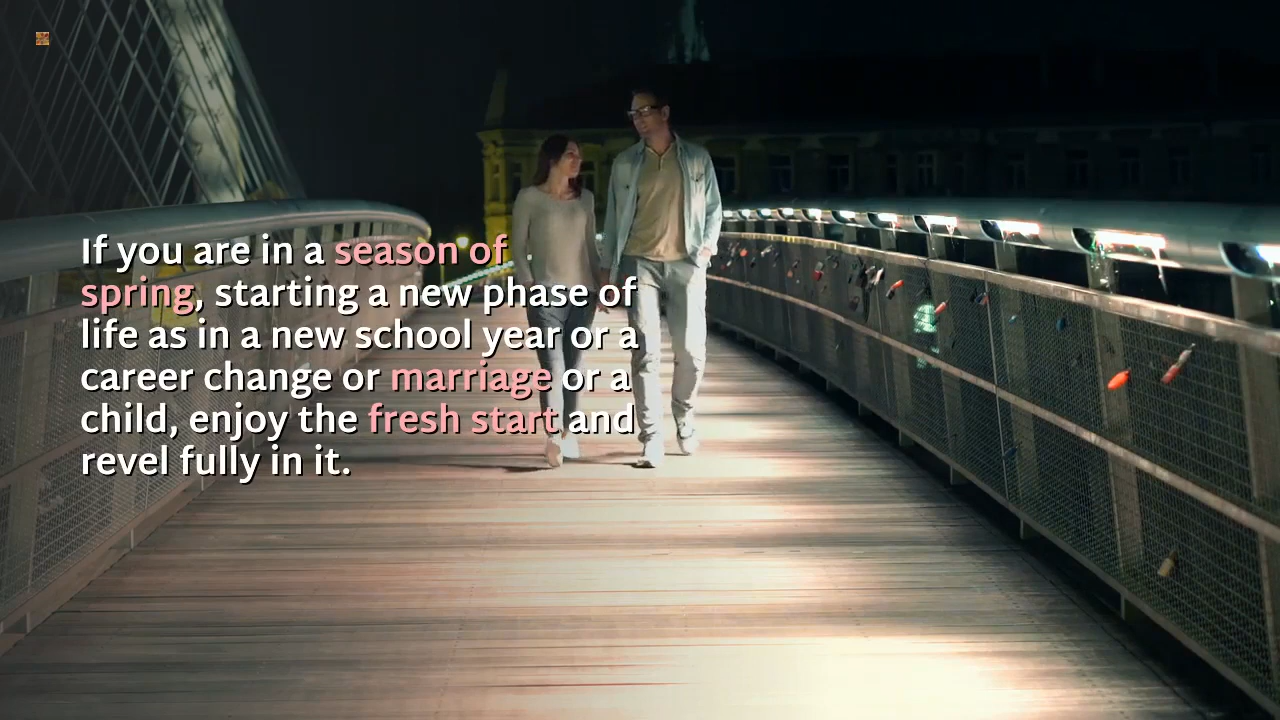 If you are in a season of
spring, starting a new phase of
life as in a new school year or a
career change or marriage or a
child, enjoy the fresh start and
revel fully in it.